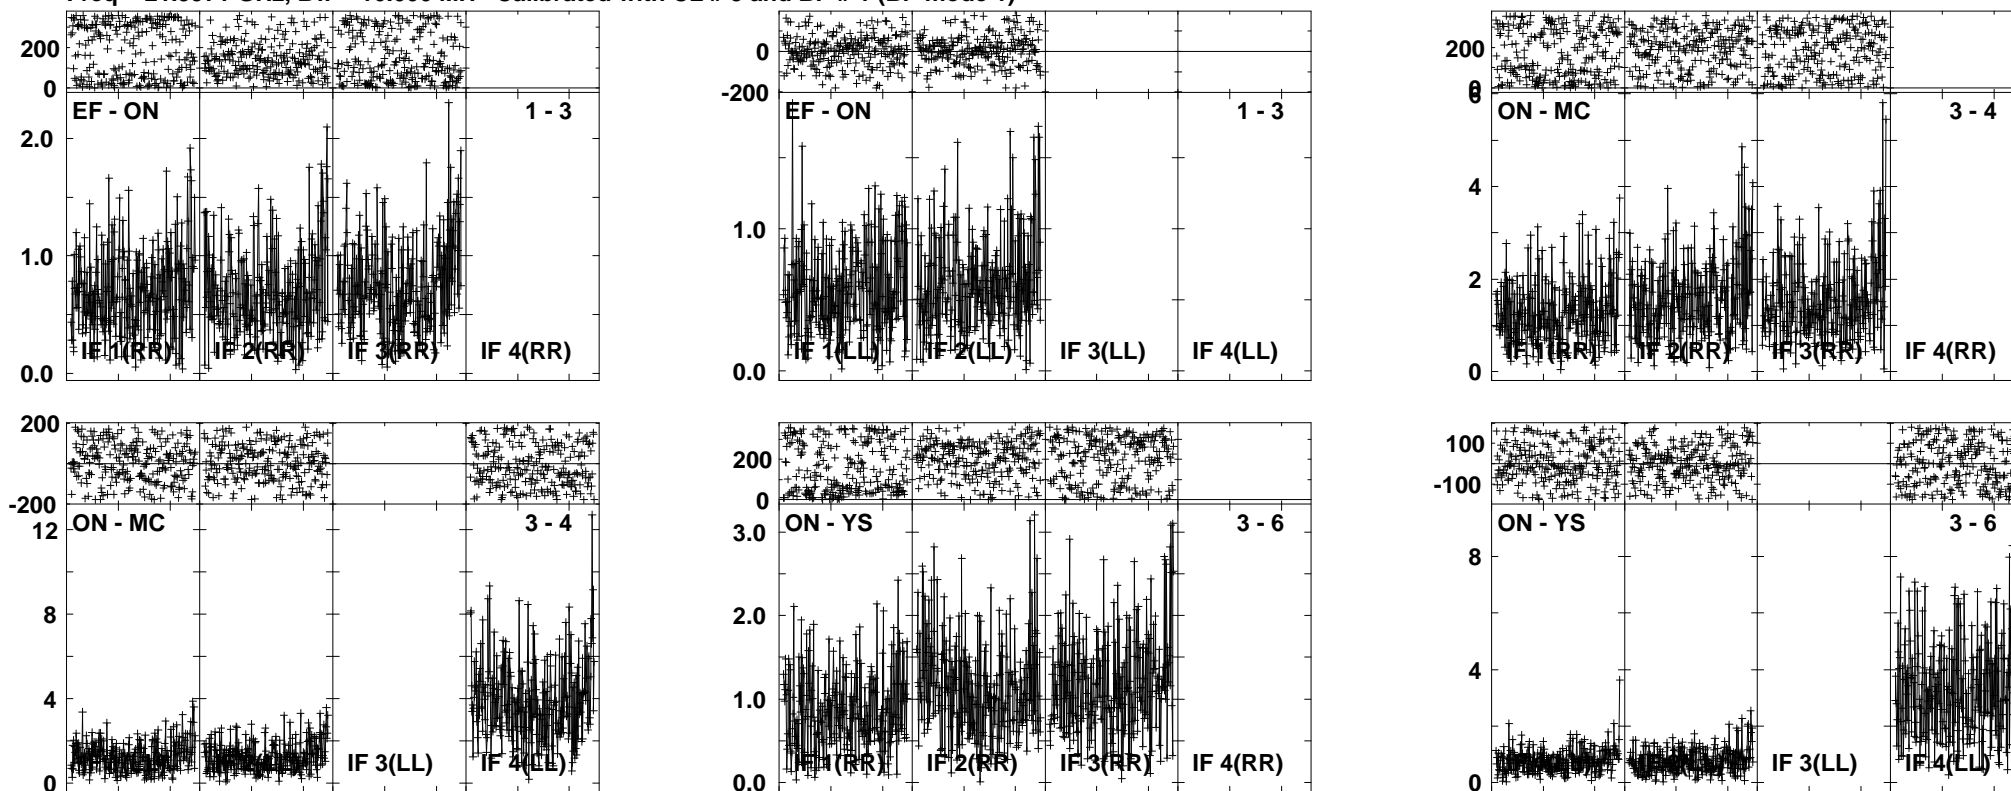 200
0
EF - ON
1 - 3
2.0
1.0
0.0
IF 1(RR)
IF 2(RR)
IF 3(RR)
IF 4(RR)
0
-200
EF - ON
1 - 3
1.0
0.0
IF 1(LL)
IF 2(LL)
IF 3(LL)
IF 4(LL)
200
0
6
ON - MC
3 - 4
4
2
0
IF 1(RR)
IF 2(RR)
IF 3(RR)
IF 4(RR)
200
-200
ON - MC
3 - 4
12
8
4
0
IF 3(LL)
IF 4(LL)
200
0
ON - YS
3 - 6
3.0
2.0
1.0
0.0
IF 1(RR)
IF 2(RR)
IF 3(RR)
IF 4(RR)
100
-100
ON - YS
3 - 6
8
4
0
IF 3(LL)
IF 4(LL)